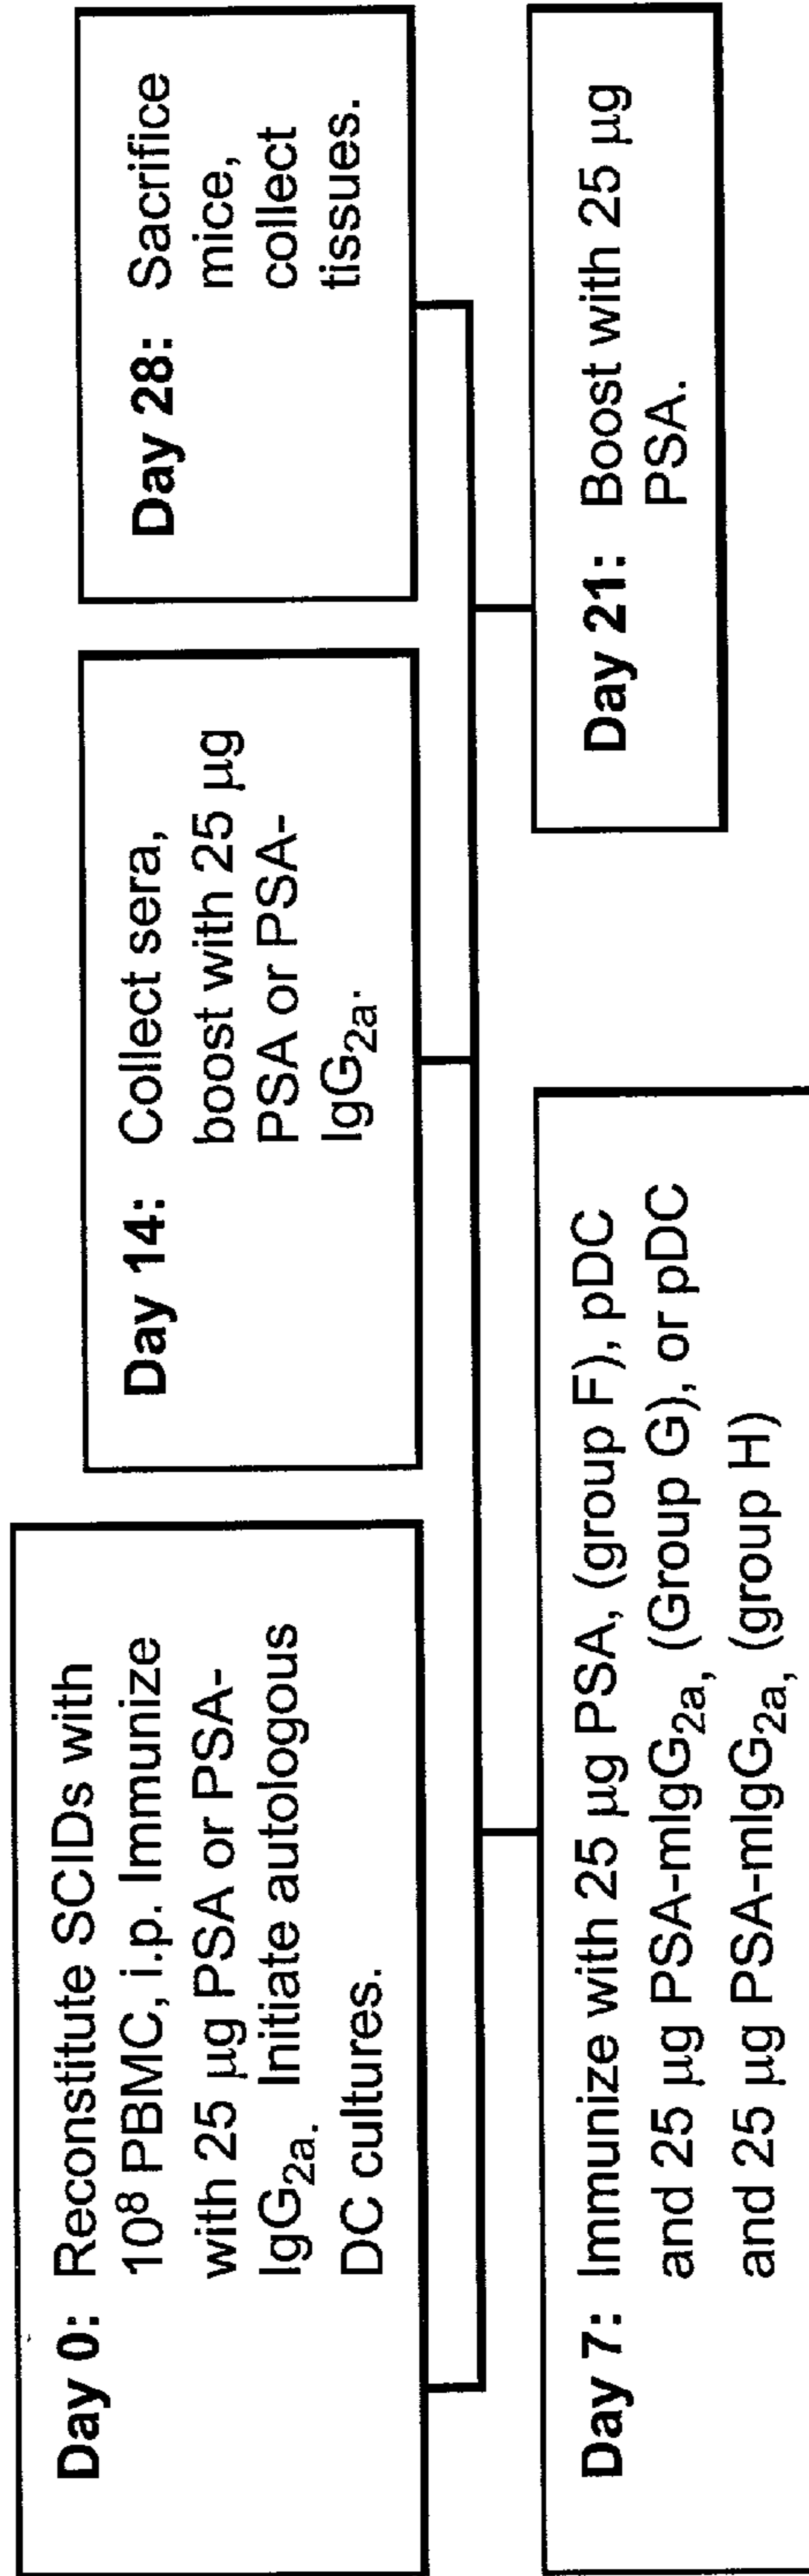 Day 0: Reconstitute SCIDs with
10⁸ PBMC, i.p. Immunize
with 25 μg PSA or PSA-
IgG₂ₐ. Initiate autologous
DC cultures.
Day 14: Collect sera,
boost with 25 μg
PSA or PSA-
IgG₂ₐ.
Day 28: Sacrifice
mice,
collect
tissues.
Day 7: Immunize with 25 μg PSA, (group F), pDC
and 25 μg PSA-mIgG₂ₐ, (Group G), or pDC
and 25 μg PSA-mIgG₂ₐ, (group H)
Day 21: Boost with 25 μg
PSA.